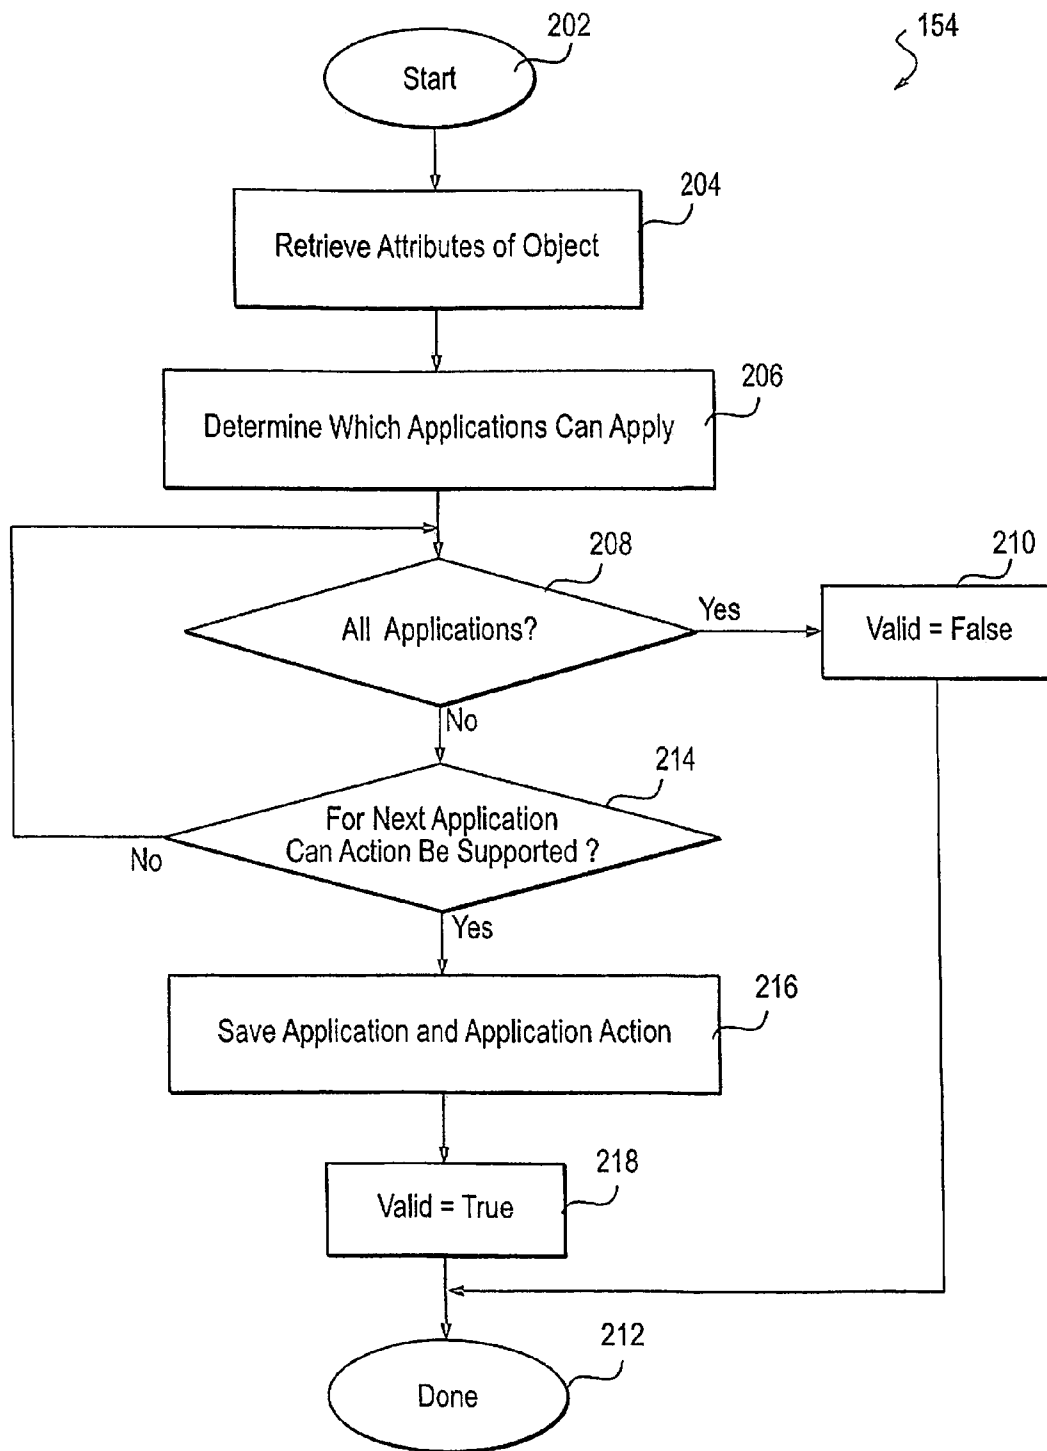 202
154
Start
204
Retrieve Attributes of Object
206
Determine Which Applications Can Apply
208
210
All Applications?
Yes
Valid = False
No
214
For Next Application
Can Action Be Supported ?
No
Yes
216
Save Application and Application Action
218
Valid = True
212
Done